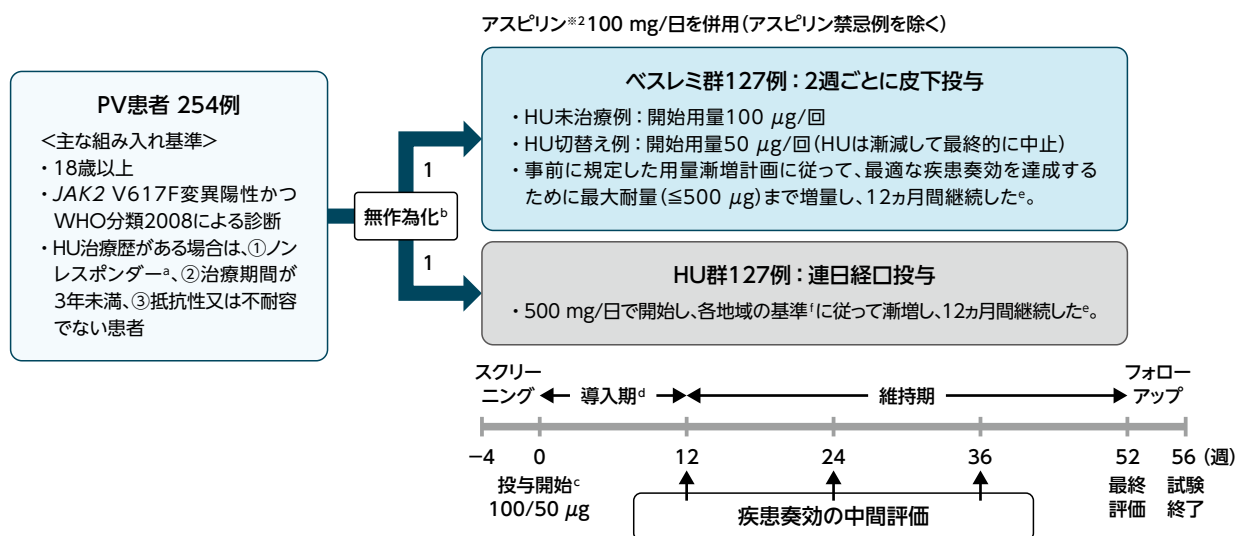 アスピリン※2100 mg/日を併用(アスピリン禁忌例を除く)
PV患者 254例
<主な組み入れ基準>
・18歳以上
・JAK2 V617F変異陽性かつ
WHO分類2008による診断
・HU治療歴がある場合は、①ノン
レスポンダーa、②治療期間が
3年未満、③抵抗性又は不耐容
でない患者
無作為化b
1
1
ベスレミ群127例:2週ごとに皮下投与
・HU未治療例:開始用量100 μg/回
・HU切替え例:開始用量50 μg/回(HUは漸減して最終的に中止)
・事前に規定した用量漸増計画に従って、最適な疾患奏効を達成する
ために最大耐量(≦500 μg)まで増量し、12ヵ月間継続したe。
HU群127例:連日経口投与
・500 mg/日で開始し、各地域の基準fに従って漸増し、12ヵ月間継続したe。
スクリー
ニング
導入期d
維持期
フォロー
アップ
−4 0 12 24 36 52 56 (週)
投与開始c
100/50 μg
疾患奏効の中間評価
最終
評価
試験
終了